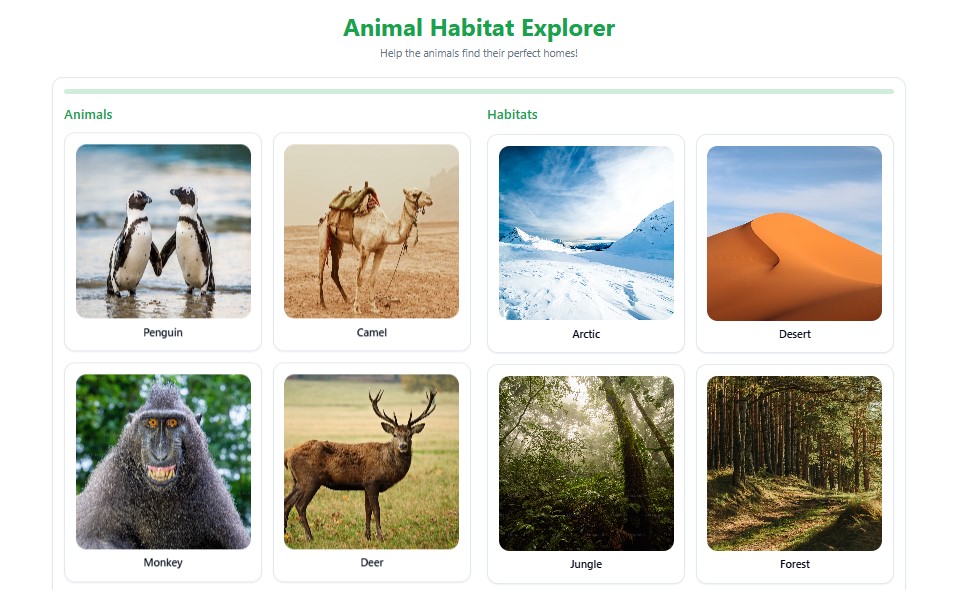 Animal Habitat Explorer
Help the animals find their perfect homes!
Animals
Habitats
Penguin
Camel
Arctic
Desert
Monkey
Deer
Jungle
Forest